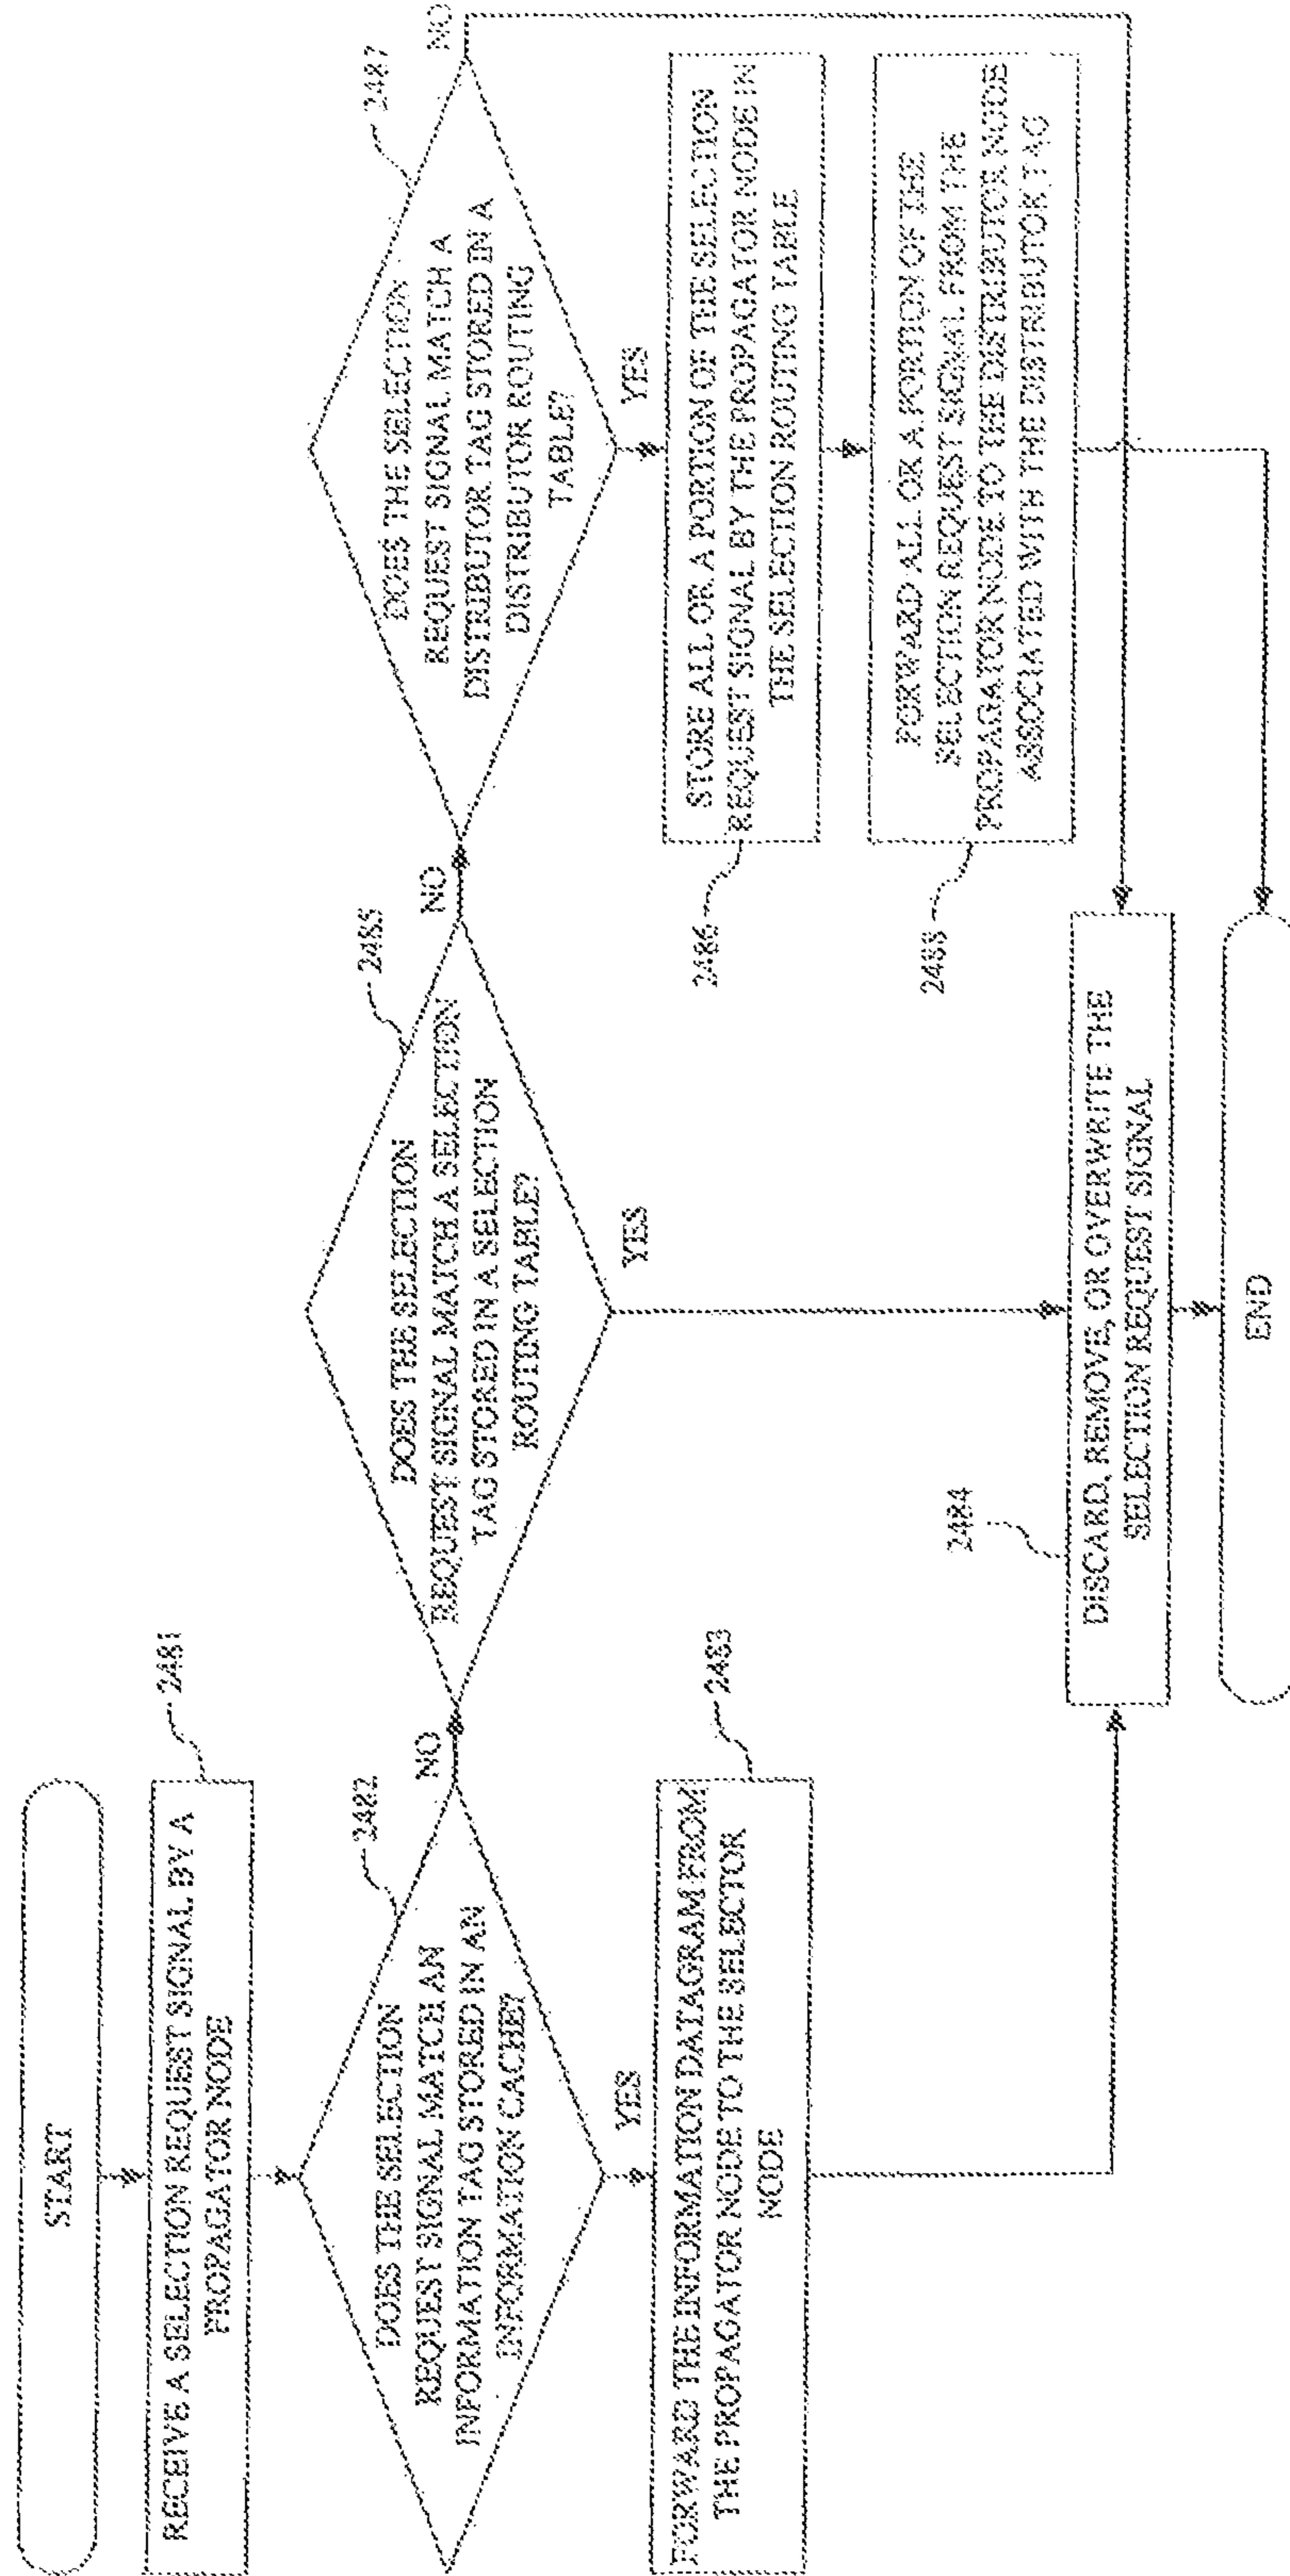 START
RECEIVE A SELECTION REQUEST SIGNAL BY A
PROPAGATOR NODE
2481
DOES THE SELECTION
REQUEST SIGNAL MATCH AN
INFORMATION TAG STORED IN AN
INFORMATION CACHE?
2482
NO
YES
FORWARD THE INFORMATION DATAGRAM FROM
THE PROPAGATOR NODE TO THE SELECTOR
NODE
2483
DOES THE SELECTION
REQUEST SIGNAL MATCH A SELECTION
TAG STORED IN A SELECTION
ROUTING TABLE?
2485
NO
YES
DOES THE SELECTION
REQUEST SIGNAL MATCH A
DISTRIBUTOR TAG STORED IN A
DISTRIBUTOR ROUTING
TABLE?
2487
NO
YES
STORE ALL OR A PORTION OF THE SELECTION
REQUEST SIGNAL BY THE PROPAGATOR NODE IN
THE SELECTION ROUTING TABLE
2486
FORWARD ALL OR A PORTION OF THE
SELECTION REQUEST SIGNAL FROM THE
PROPAGATOR NODE TO THE DISTRIBUTOR NODE
ASSOCIATED WITH THE DISTRIBUTOR TAG
2488
2484
DISCARD, REMOVE, OR OVERWRITE THE
SELECTION REQUEST SIGNAL
END